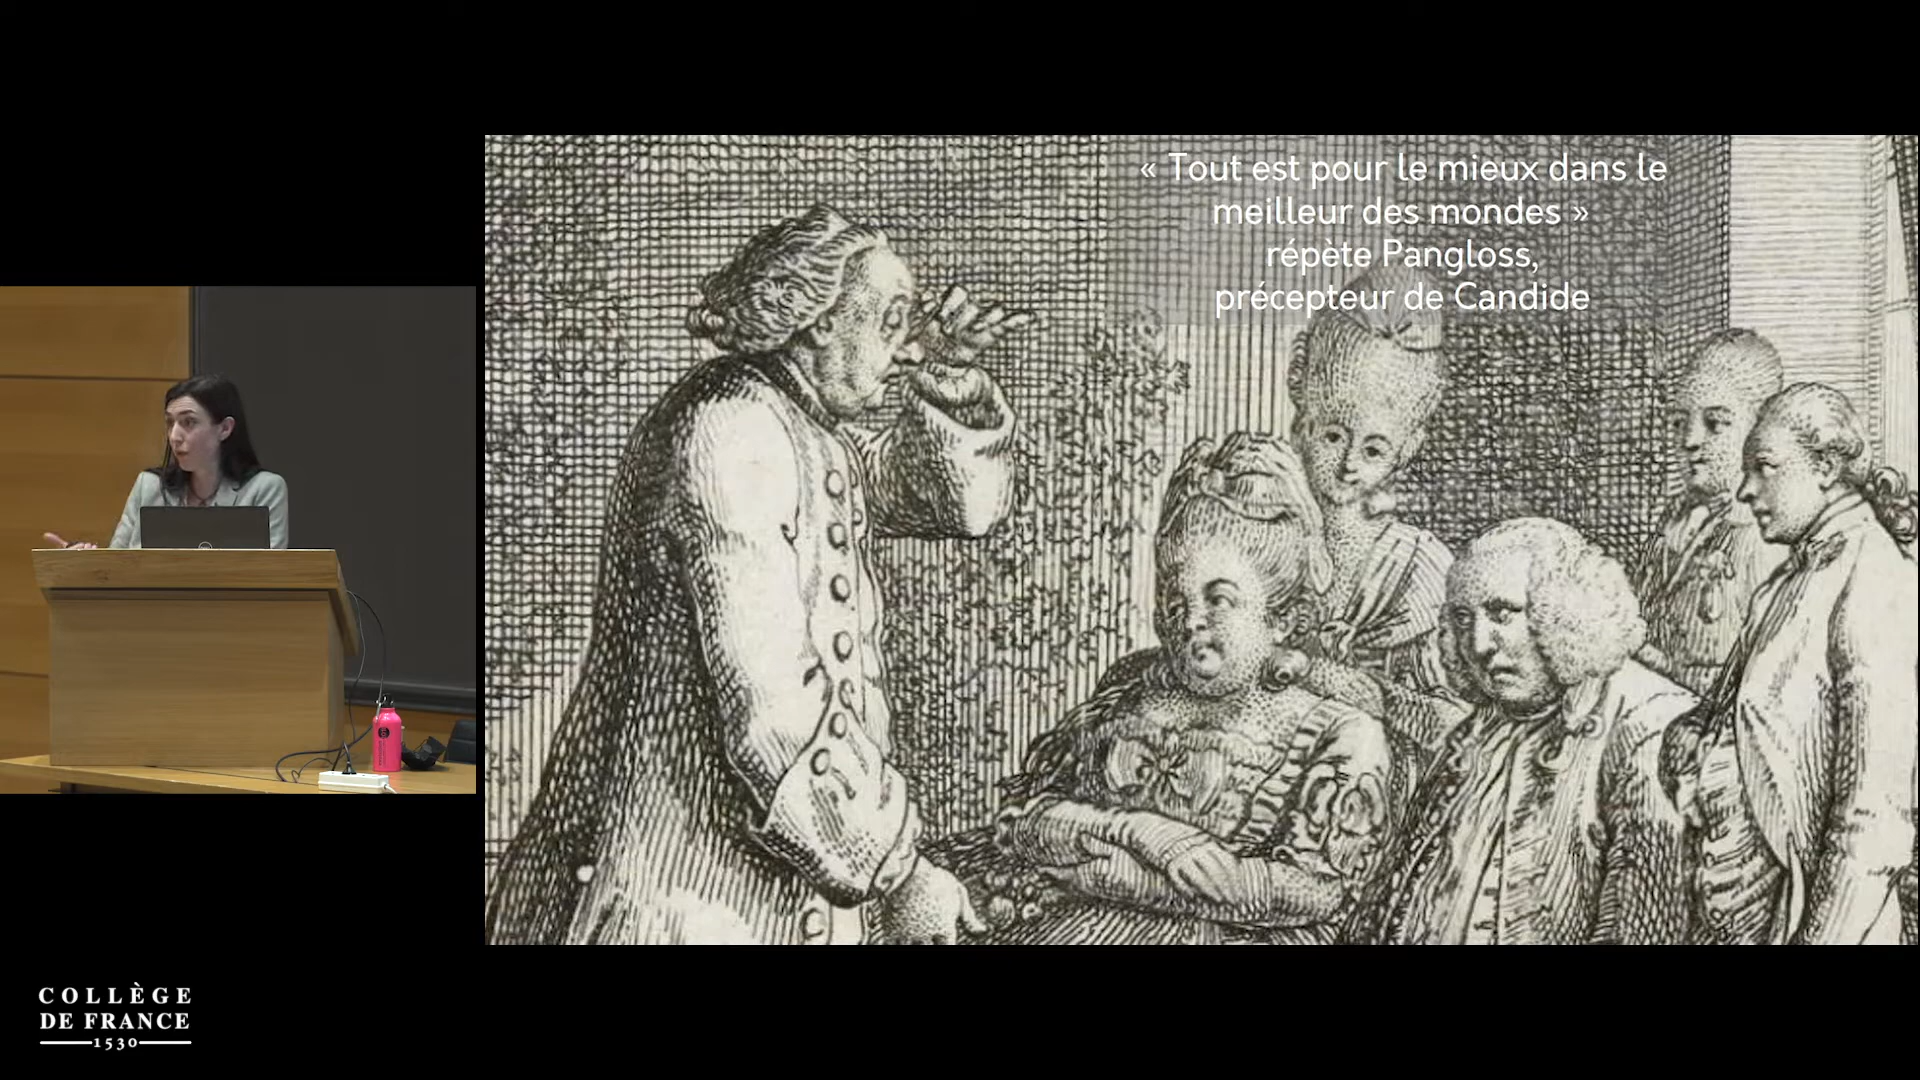 « Tout est pour le mieux dans le
meilleur des mondes »
répète Pangloss,
précepteur de Candide
COLLÈGE
DE FRANCE
1530